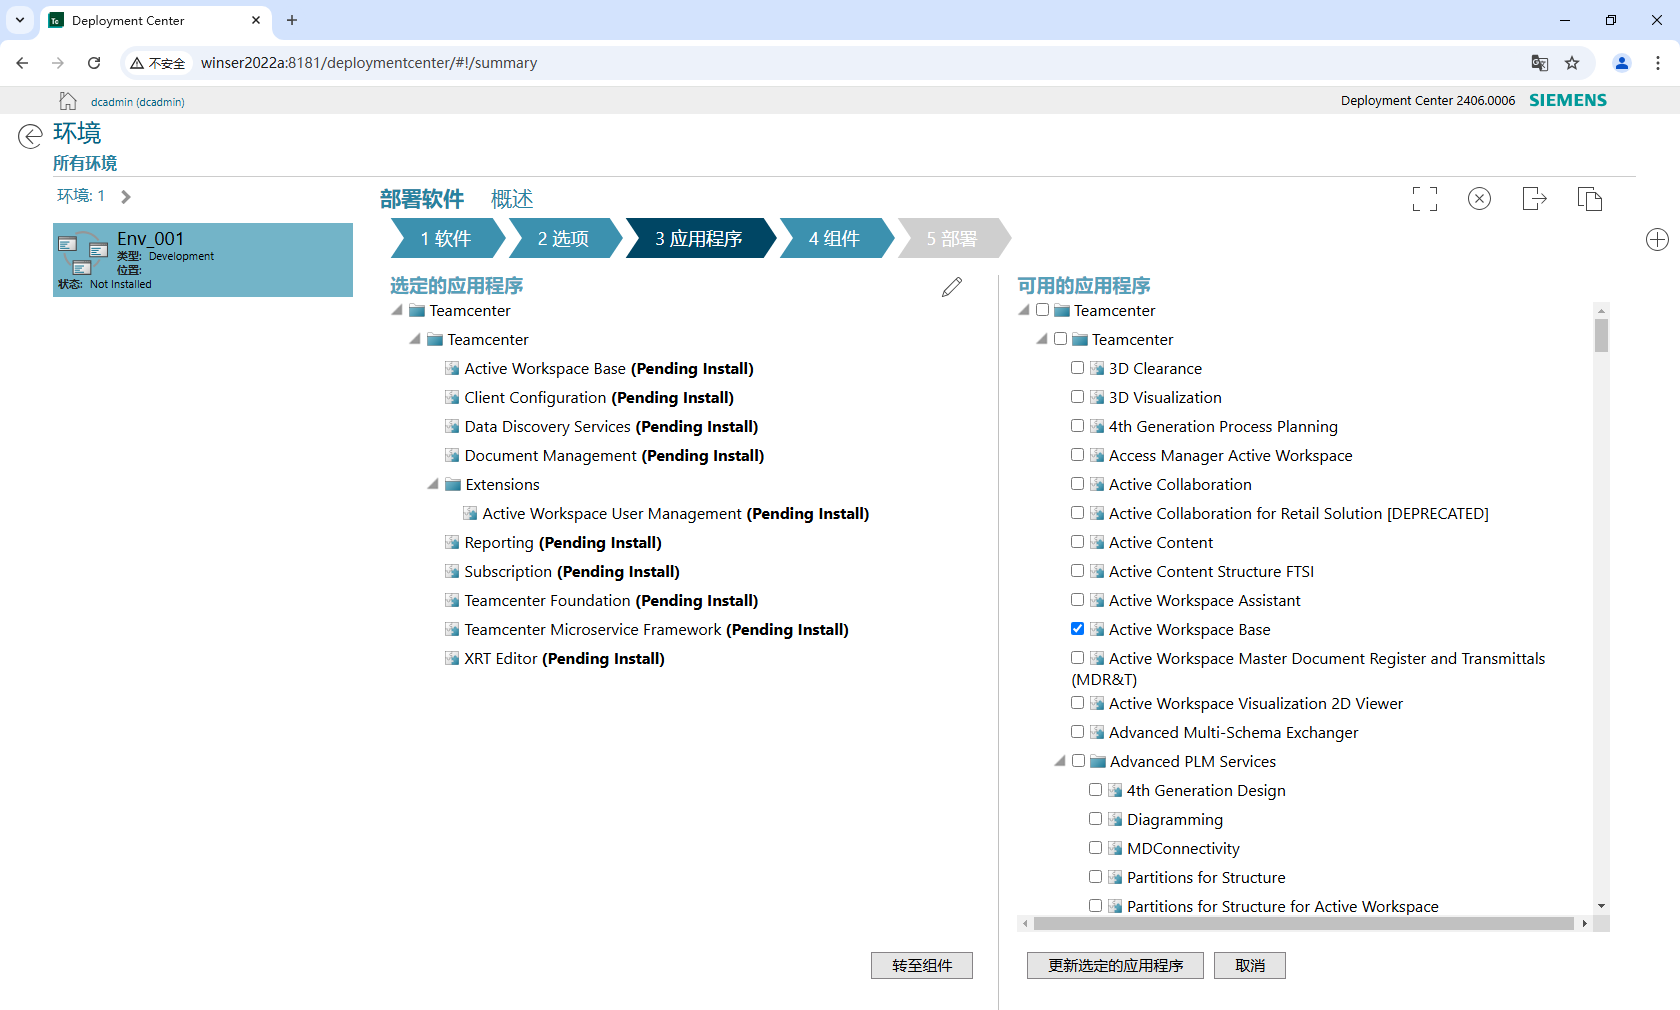 Deployment Center
不安全
winser2022a:8181/deploymentcenter/#!/summary
dcadmin (dcadmin)
Deployment Center 2406.0006
SIEMENS
环境
所有环境
环境: 1
Env_001
类型: Development
位置:
状态: Not Installed
部署软件
概述
1 软件
2 选项
3 应用程序
4 组件
5 部署
选定的应用程序
Teamcenter
Teamcenter
Active Workspace Base (Pending Install)
Client Configuration (Pending Install)
Data Discovery Services (Pending Install)
Document Management (Pending Install)
Extensions
Active Workspace User Management (Pending Install)
Reporting (Pending Install)
Subscription (Pending Install)
Teamcenter Foundation (Pending Install)
Teamcenter Microservice Framework (Pending Install)
XRT Editor (Pending Install)
转至组件
可用的应用程序
Teamcenter
Teamcenter
3D Clearance
3D Visualization
4th Generation Process Planning
Access Manager Active Workspace
Active Collaboration
Active Collaboration for Retail Solution [DEPRECATED]
Active Content
Active Content Structure FTSI
Active Workspace Assistant
Active Workspace Base
Active Workspace Master Document Register and Transmittals
(MDR&T)
Active Workspace Visualization 2D Viewer
Advanced Multi-Schema Exchanger
Advanced PLM Services
4th Generation Design
Diagramming
MDConnectivity
Partitions for Structure
Partitions for Structure for Active Workspace
更新选定的应用程序
取消